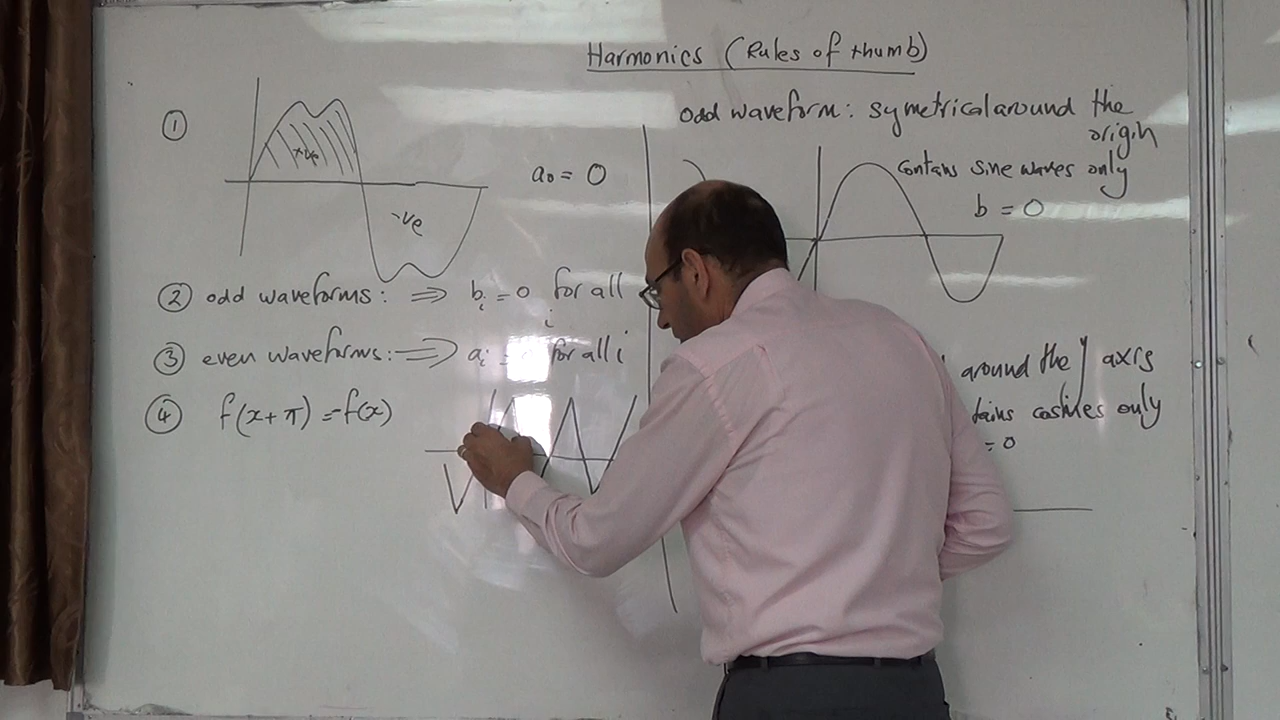 Harmonics (Rules of thumb)
①
+ve
-ve
a₀ = 0
② odd waveforms: ⇒ bᵢ = 0 for all
i
③ even waveforms: ⇒ aᵢ = for all i
④ f(x+π) = f(x)
odd waveform: symetrical around the
origin
contains sine waves only
b = 0
around the y axis
cosines only
= 0